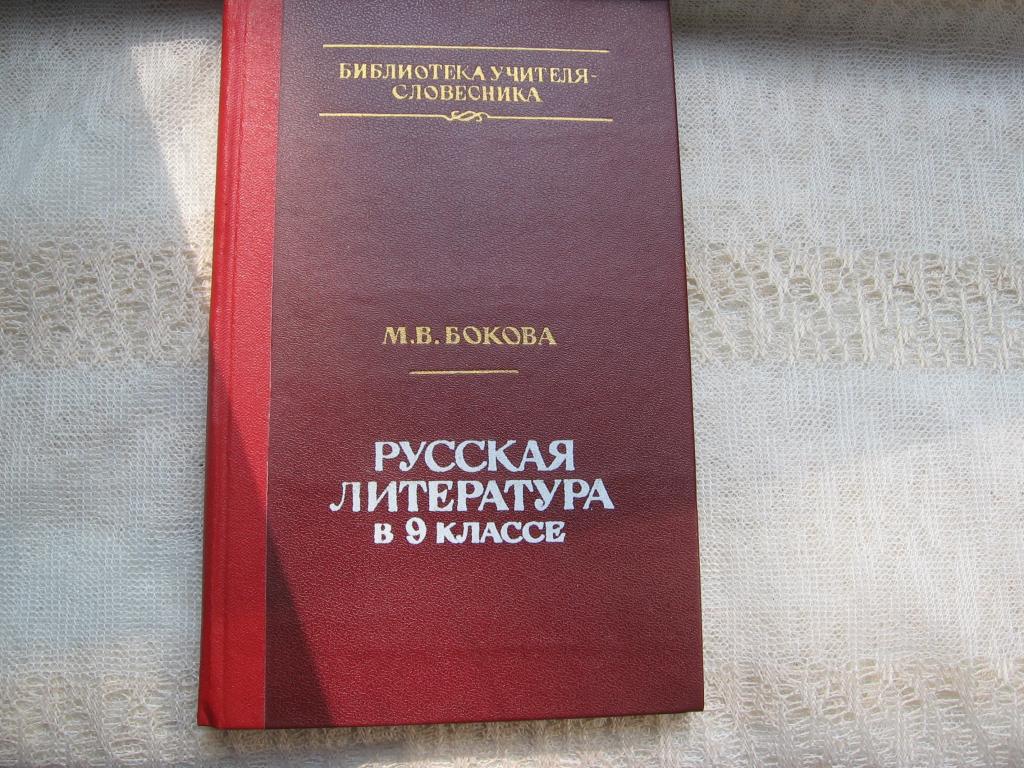 БИБЛИОТЕКА УЧИТЕЛЯ-
СЛОВЕСНИКА
М.В. БОКОВА
РУССКАЯ
ЛИТЕРАТУРА
В 9 КЛАССЕ